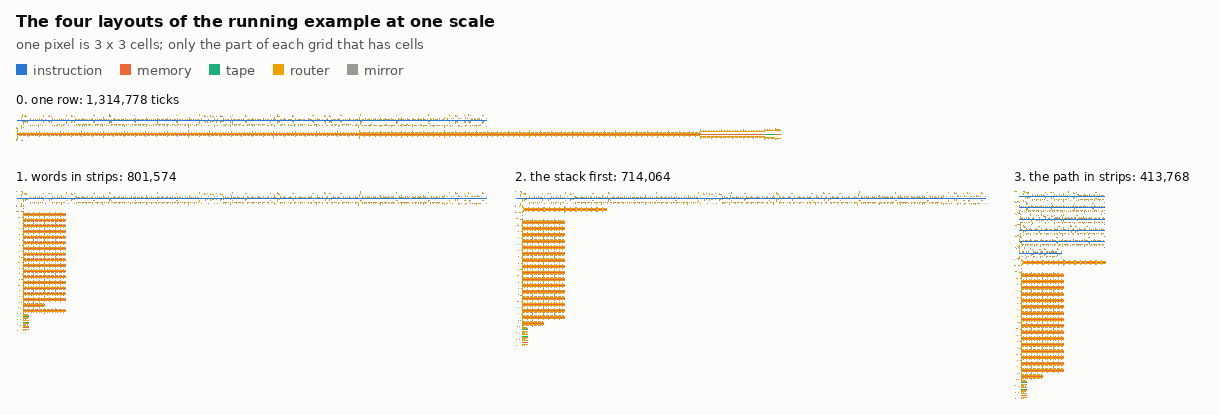 The four layouts of the running example at one scale
one pixel is 3 x 3 cells; only the part of each grid that has cells
instruction memory tape router mirror
0. one row: 1,314,778 ticks
1. words in strips: 801,574
2. the stack first: 714,064
3. the path in strips: 413,768